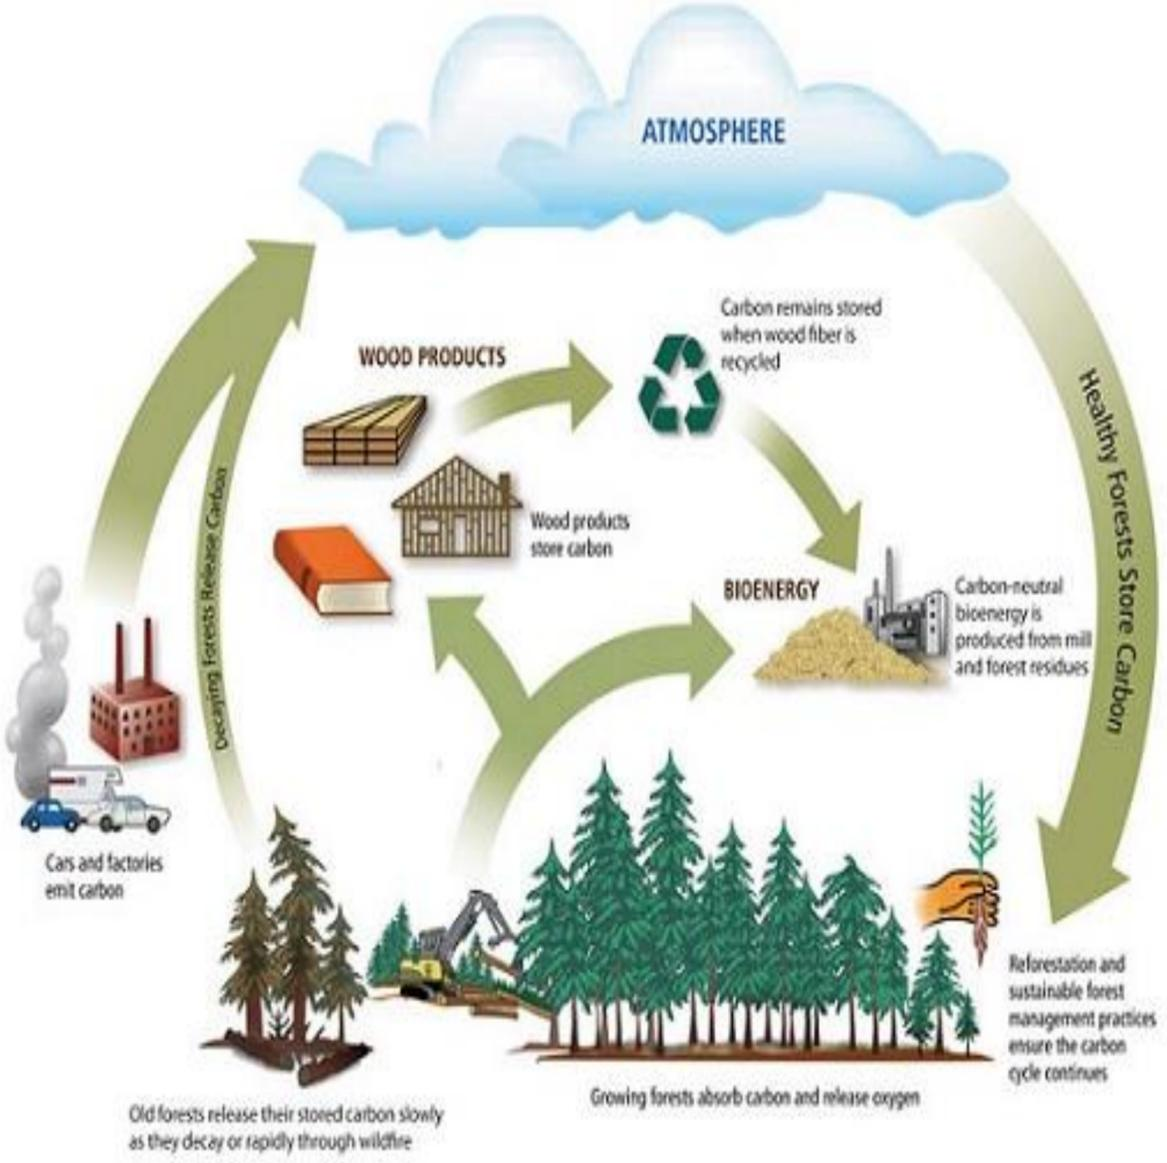 ATMOSPHERE
Carbon remains stored
when wood fiber is
recycled
WOOD PRODUCTS
Wood products
store carbon
BIOENERGY
Carbon-neutral
bioenergy is
produced from mill
and forest residues
Healthy Forests Store Carbon
Decaying Forests Release Carbon
Cars and factories
emit carbon
Reforestation and
sustainable forest
management practices
ensure the carbon
cycle continues
Growing forests absorb carbon and release oxygen
Old forests release their stored carbon slowly
as they decay or rapidly through wildfire